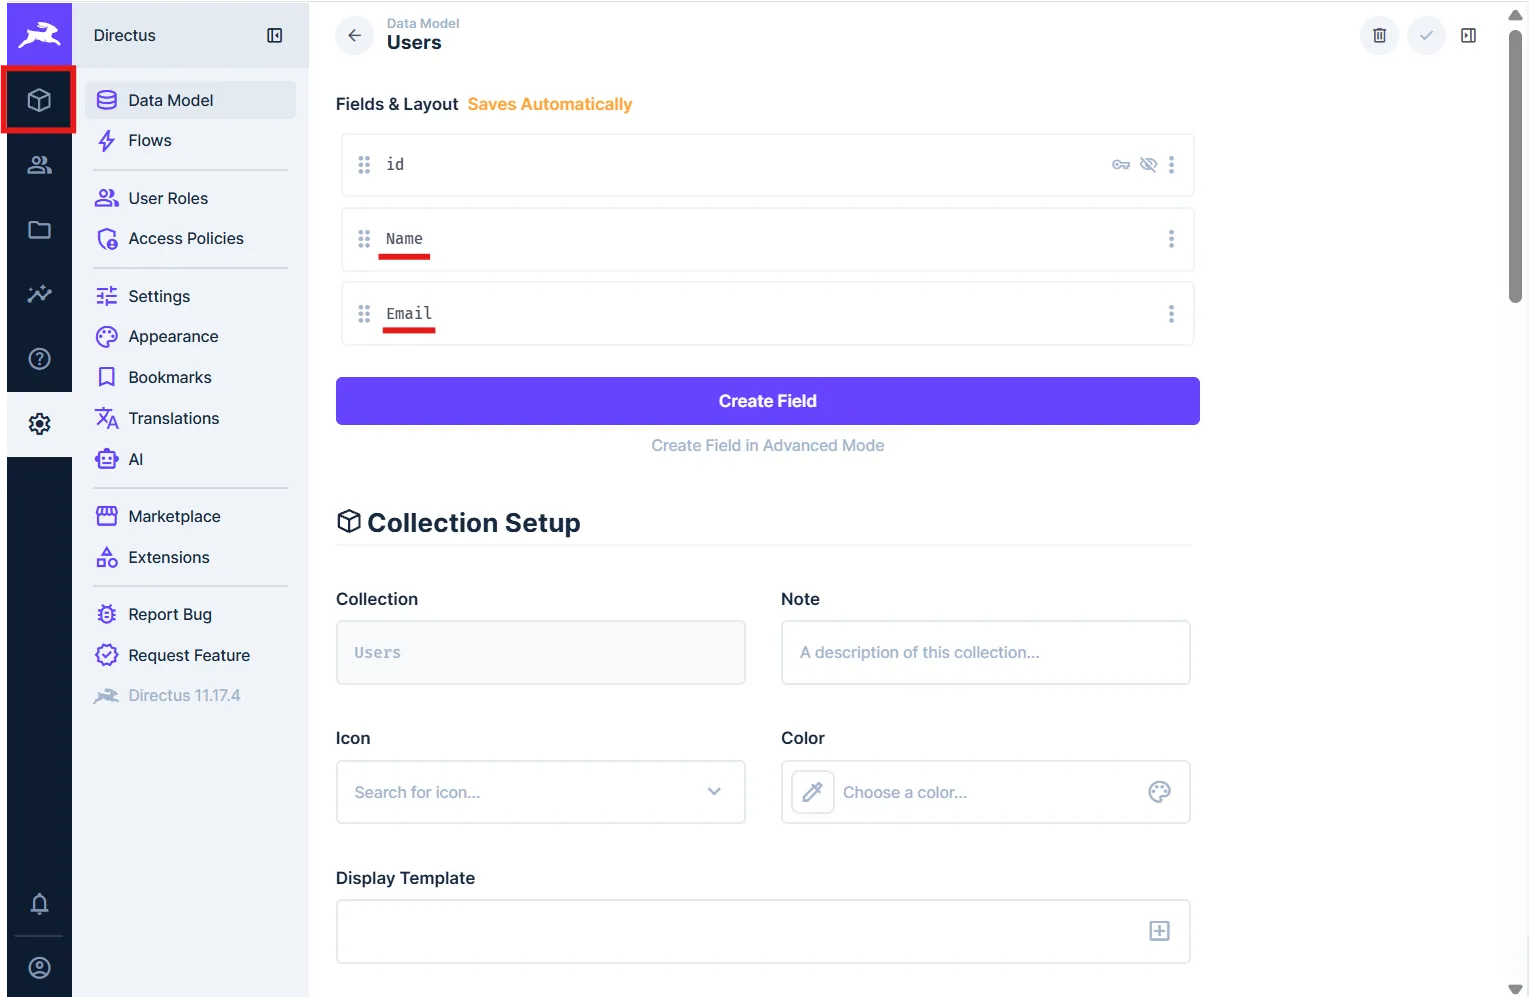 Directus
Data Model
Flows
User Roles
Access Policies
Settings
Appearance
Bookmarks
Translations
AI
Marketplace
Extensions
Report Bug
Request Feature
Directus 11.17.4
Data Model
Users
Fields & Layout Saves Automatically
id
Name
Email
Create Field
Create Field in Advanced Mode
Collection Setup
Collection
Users
Note
A description of this collection...
Icon
Search for icon...
Color
Choose a color...
Display Template